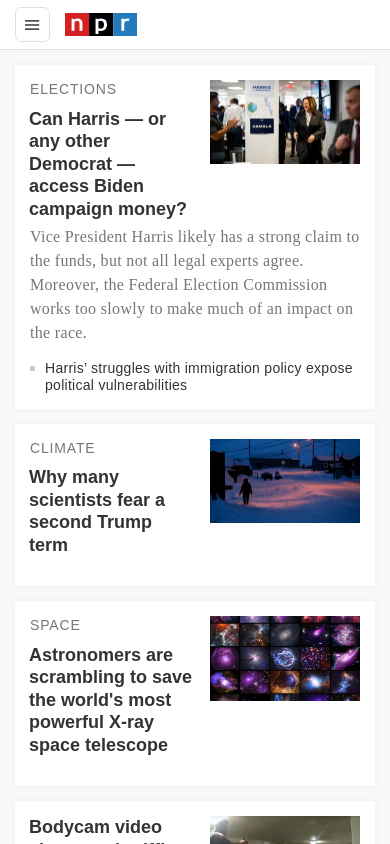 npr
ELECTIONS
Can Harris — or
any other
Democrat —
access Biden
campaign money?
HARRIS
KAMALA
Vice President Harris likely has a strong claim to
the funds, but not all legal experts agree.
Moreover, the Federal Election Commission
works too slowly to make much of an impact on
the race.
Harris’ struggles with immigration policy expose
political vulnerabilities
CLIMATE
Why many
scientists fear a
second Trump
term
SPACE
Astronomers are
scrambling to save
the world's most
powerful X-ray
space telescope
Bodycam video